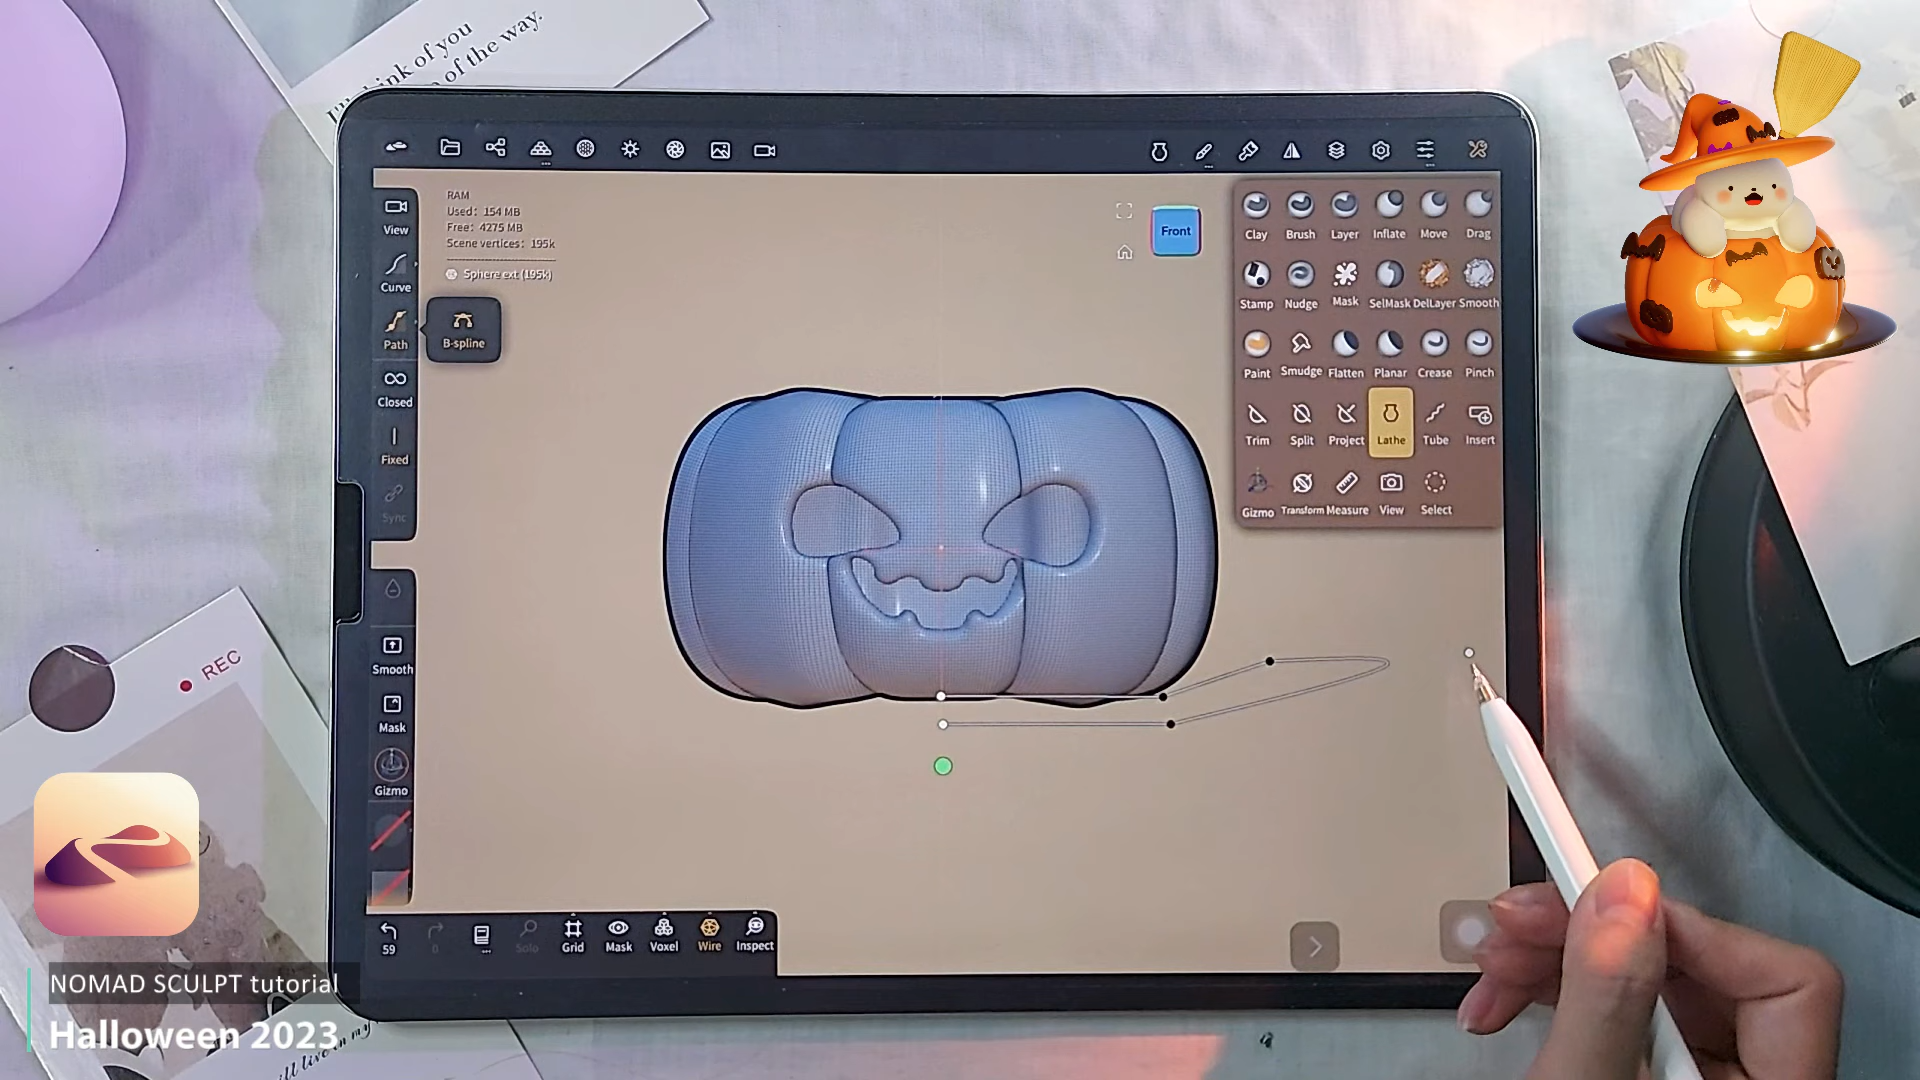 I'm think of you
of the way.
RAM
Used: 154 MB
Free: 4275 MB
Scene vertices: 195k
Sphere ext (195k)
View
Curve
Path
B-spline
Closed
Fixed
Sync
Smooth
Mask
Gizmo
Front
Clay Brush Layer Inflate Move Drag
Stamp Nudge Mask SelMask DelLayer Smooth
Paint Smudge Flatten Planar Crease Pinch
Trim Split Project Lathe Tube Insert
Gizmo Transform Measure View Select
59 0 Solo Grid Mask Voxel Wire Inspect
REC
NOMAD SCULPT tutorial
Halloween 2023